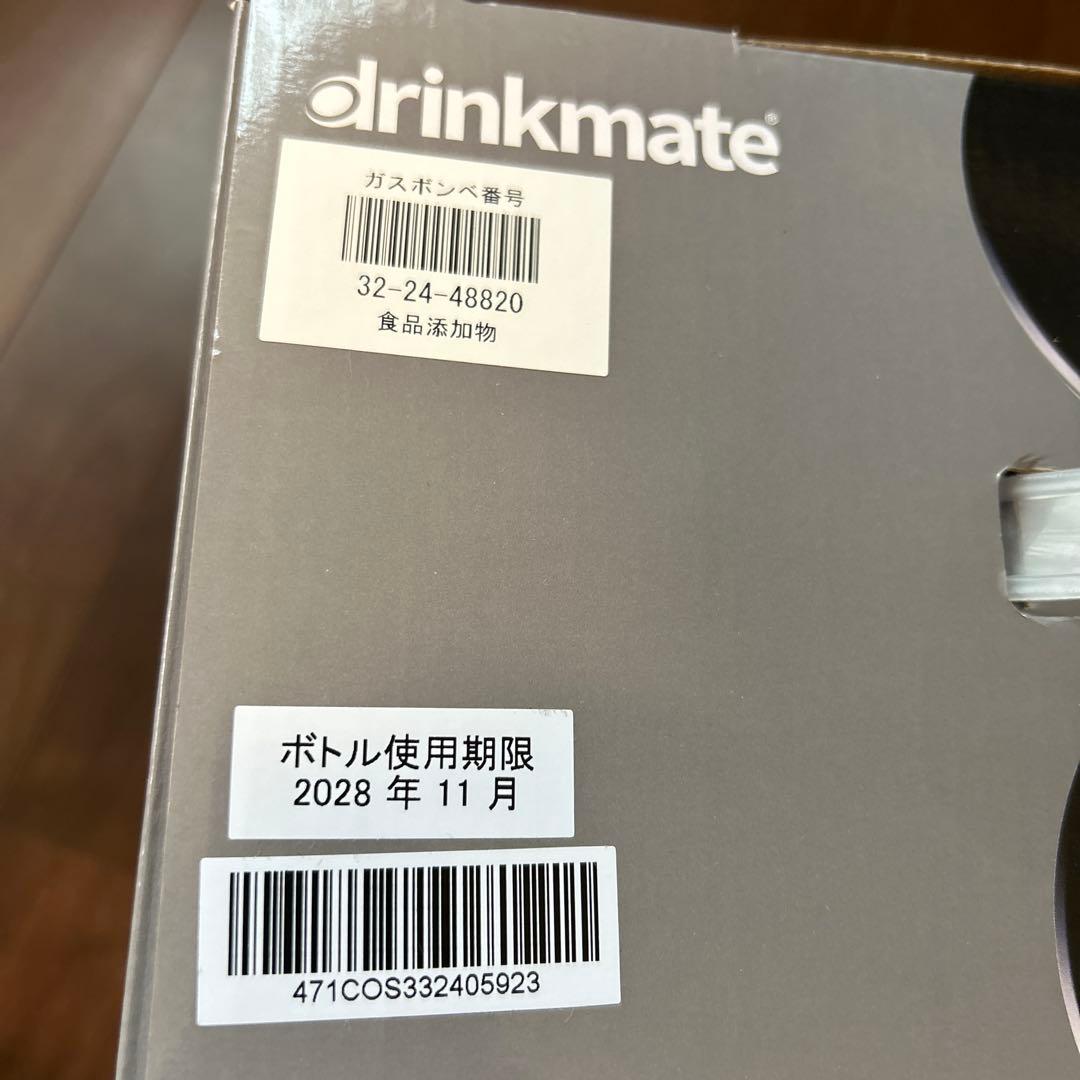 drinkmate®
ガスボンベ番号
32-24-48820
食品添加物
ボトル使用期限
2028 年 11 月
471COS332405923